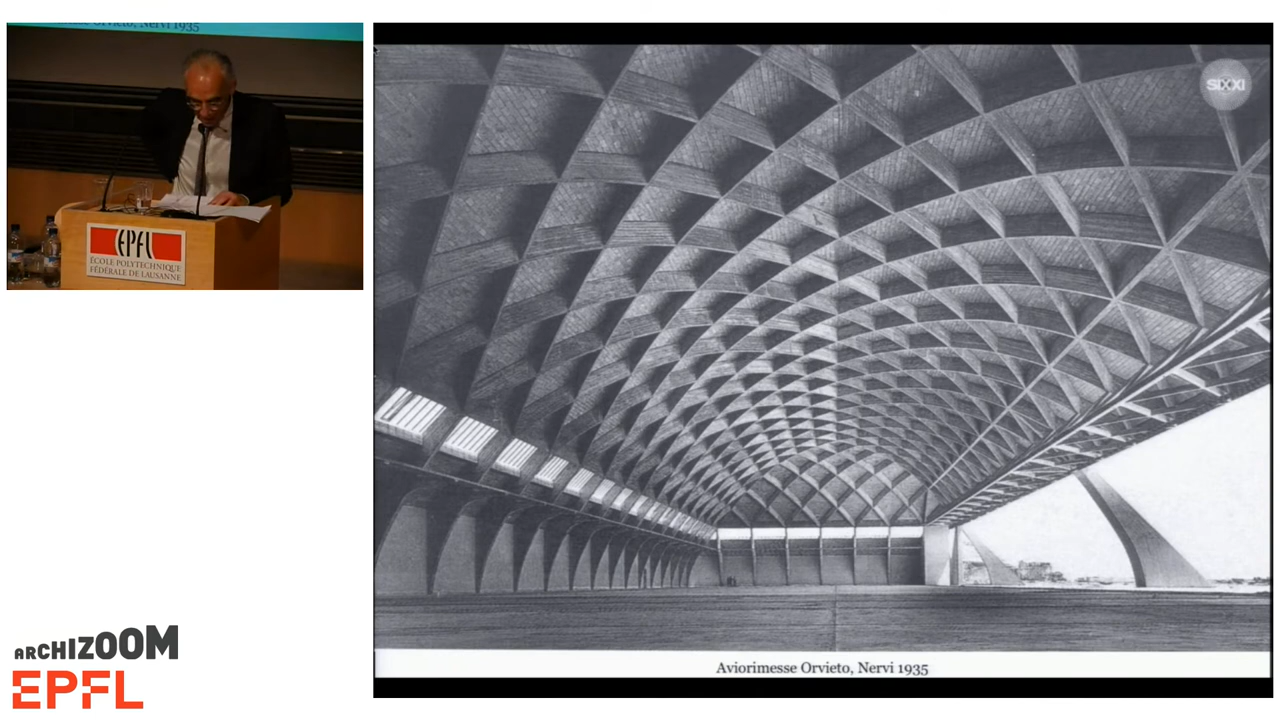 Orvieto, Nervi 1935
EPFL
ÉCOLE POLYTECHNIQUE
FÉDÉRALE DE LAUSANNE
SIXXI
Aviorimesse Orvieto, Nervi 1935
ARCHIZOOM
EPFL